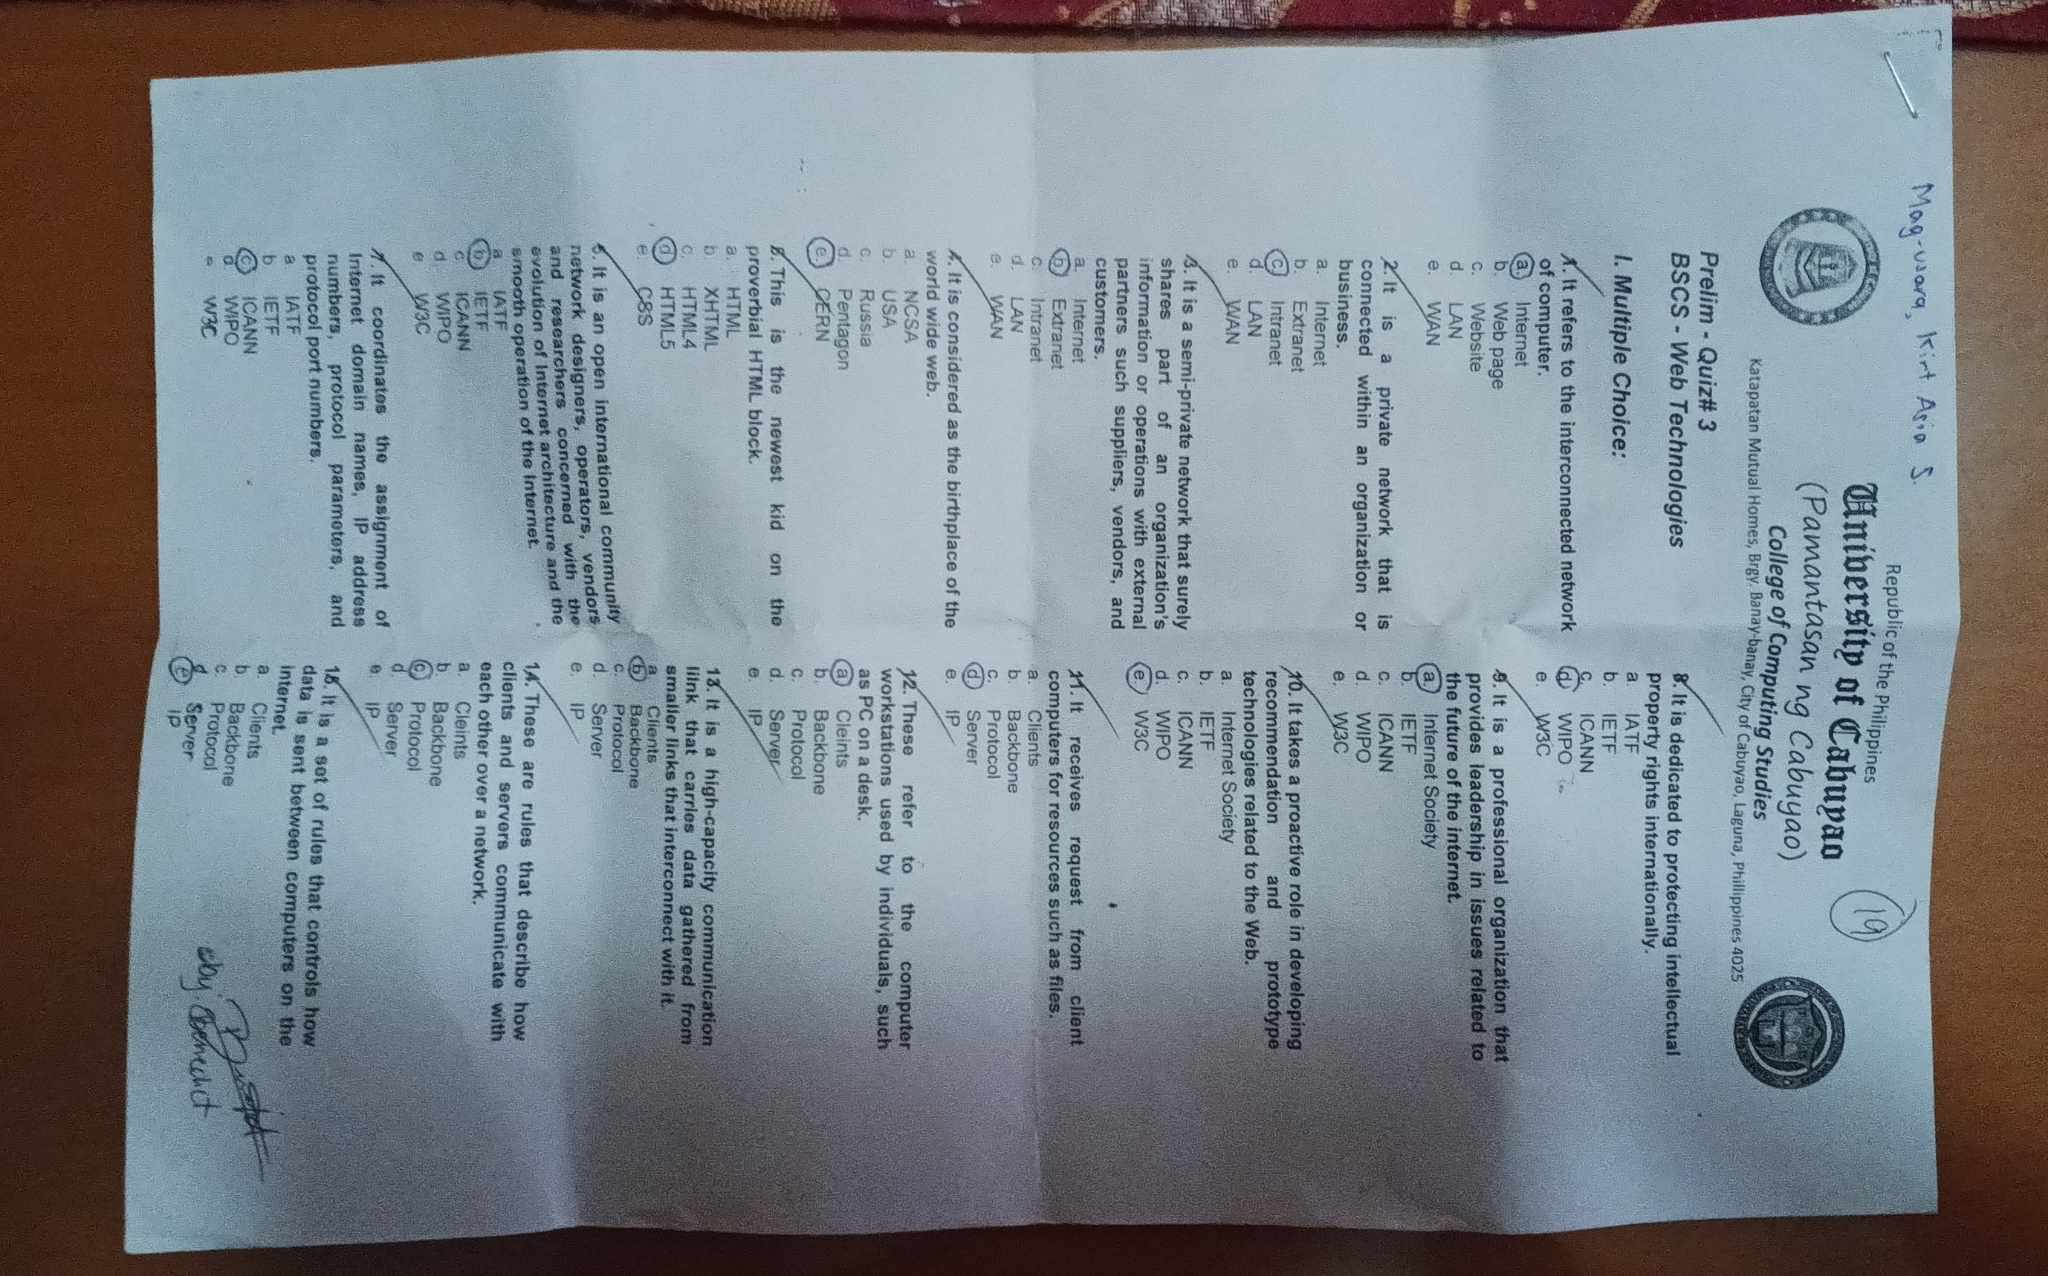 Mag-usara, Kirt Asia S.
Republic of the Philippines
University of Cabuyao
(Pamantasan ng Cabuyao)
College of Computing Studies
Katapatan Mutual Homes, Brgy. Banay-banay, City of Cabuyao, Laguna, Phillippines 4025
19
Prelim - Quiz# 3
BSCS - Web Technologies
I. Multiple Choice:
1. It refers to the interconnected network
of computer.
a. Internet
b. Web page
c. Website
d. LAN
e. WAN
2. It is a private network that is
connected within an organization or
business.
a. Internet
b. Extranet
c. Intranet
d. LAN
e. WAN
3. It is a semi-private network that surely
shares part of an organization's
information or operations with external
partners such suppliers, vendors, and
customers.
a. Internet
b. Extranet
c. Intranet
d. LAN
e. WAN
4. It is considered as the birthplace of the
world wide web.
a. NCSA
b. USA
c. Russia
d. Pentagon
e. CERN
5. This is the newest kid on the
proverbial HTML block.
a. HTML
b. XHTML
c. HTML4
d. HTML5
e. CSS
6. It is an open international community
network designers, operators, vendors
and researchers concerned with the
evolution of Internet architecture and the
smooth operation of the Internet.
a. IATF
b. IETF
c. ICANN
d. WIPO
e. W3C
7. It coordinates the assignment of
Internet domain names, IP address
numbers, protocol parameters, and
protocol port numbers.
a. IATF
b. IETF
c. ICANN
d. WIPO
e. W3C
8. It is dedicated to protecting intellectual
property rights internationally.
a. IATF
b. IETF
c. ICANN
d. WIPO
e. W3C
9. It is a professional organization that
provides leadership in issues related to
the future of the internet.
a. Internet Society
b. IETF
c. ICANN
d. WIPO
e. W3C
10. It takes a proactive role in developing
recommendation and prototype
technologies related to the Web.
a. Internet Society
b. IETF
c. ICANN
d. WIPO
e. W3C
11. It receives request from client
computers for resources such as files.
a. Clients
b. Backbone
c. Protocol
d. Server
e. IP
12. These refer to the computer
workstations used by individuals, such
as PC on a desk.
a. Cleints
b. Backbone
c. Protocol
d. Server
e. IP
13. It is a high-capacity communication
liink that carries data gathered from
smaller links that interconnect with it.
a. Clients
b. Backbone
c. Protocol
d. Server
e. IP
14. These are rules that describe how
clients and servers communicate with
each other over a network.
a. Cleints
b. Backbone
c. Protocol
d. Server
e. IP
15. It is a set of rules that controls how
data is sent between computers on the
internet.
a. Clients
b. Backbone
c. Protocol
d. Server
e. IP